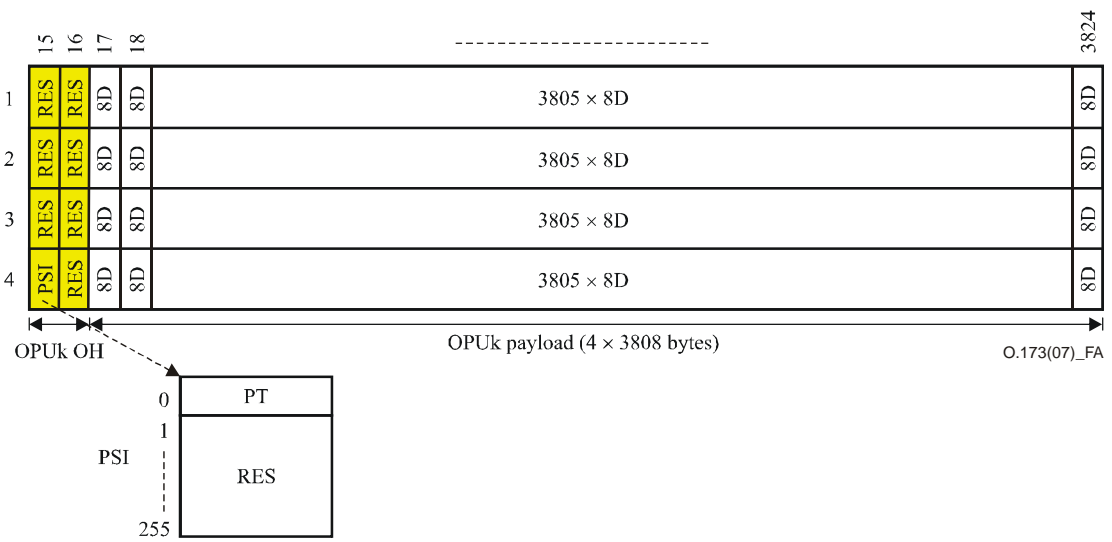 15 16 17 18 3824
1 RES RES 8D 8D 3805 × 8D 8D
2 RES RES 8D 8D 3805 × 8D 8D
3 RES RES 8D 8D 3805 × 8D 8D
4 PSI RES 8D 8D 3805 × 8D 8D
OPUk OH OPUk payload (4 × 3808 bytes) O.173(07)_FA
0 PT
1
PSI RES
255